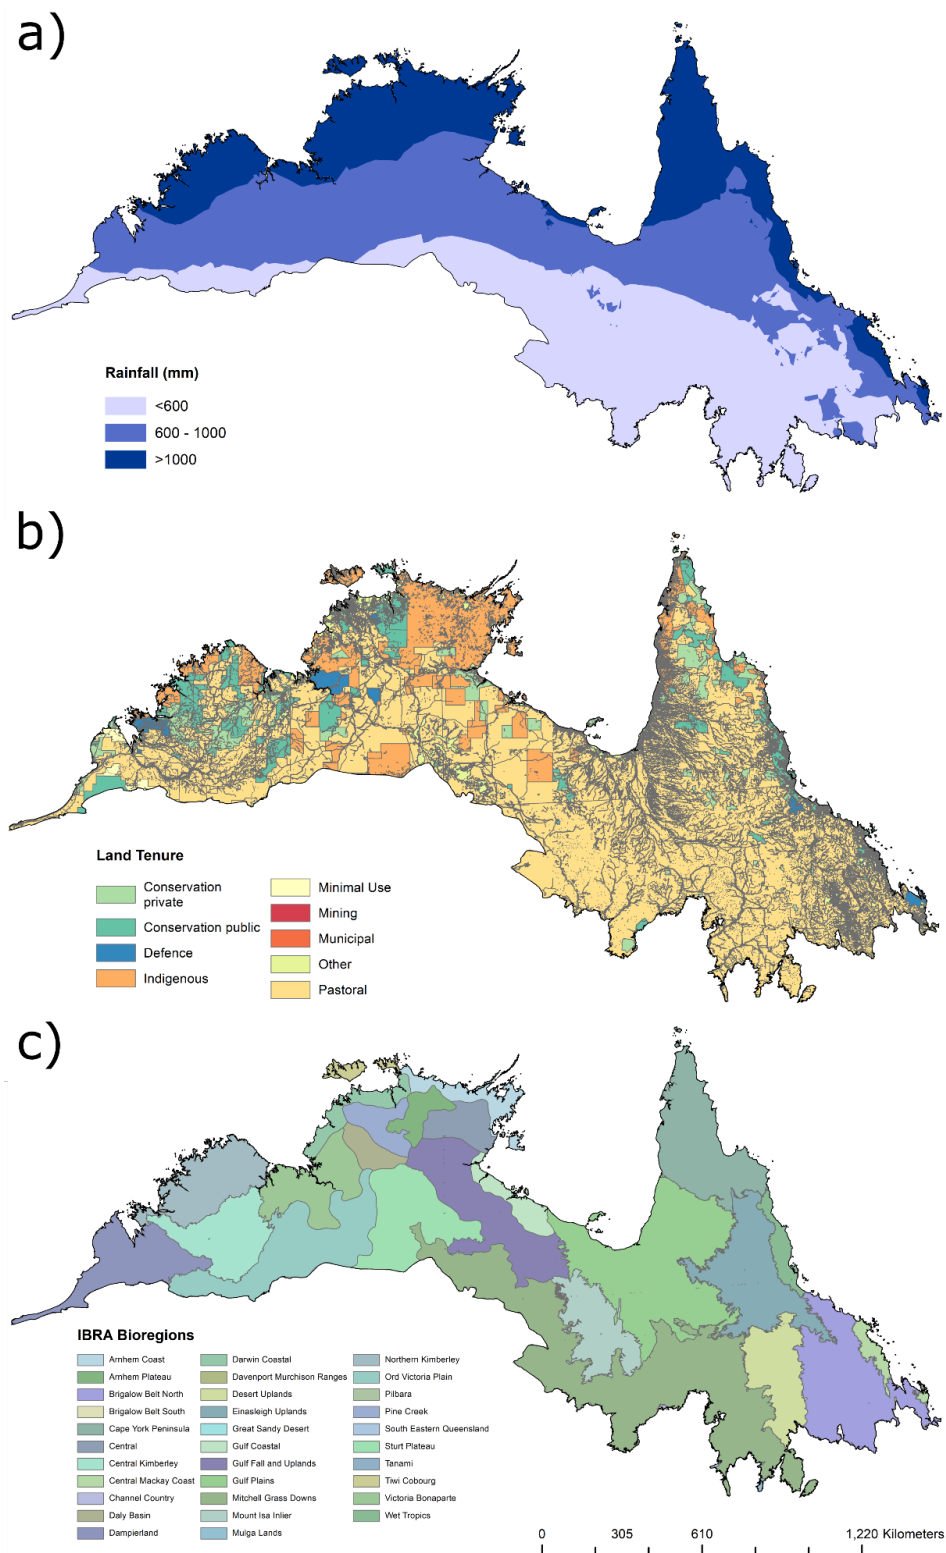 a)
Rainfall (mm)
<600
600 - 1000
>1000
b)
Land Tenure
Conservation
private
Conservation public
Defence
Indigenous
Minimal Use
Mining
Municipal
Other
Pastoral
c)
IBRA Bioregions
Arnhem Coast
Arnhem Plateau
Brigalow Belt North
Brigalow Belt South
Cape York Peninsula
Central
Central Kimberley
Central Mackay Coast
Channel Country
Daly Basin
Dampierland
Darwin Coastal
Davenport Murchison Ranges
Desert Uplands
Einasleigh Uplands
Great Sandy Desert
Gulf Coastal
Gulf Fall and Uplands
Gulf Plains
Mitchell Grass Downs
Mount Isa Inlier
Mulga Lands
Northern Kimberley
Ord Victoria Plain
Pilbara
Pine Creek
South Eastern Queensland
Sturt Plateau
Tanami
Tiwi Cobourg
Victoria Bonaparte
Wet Tropics
0 305 610 1,220 Kilometers